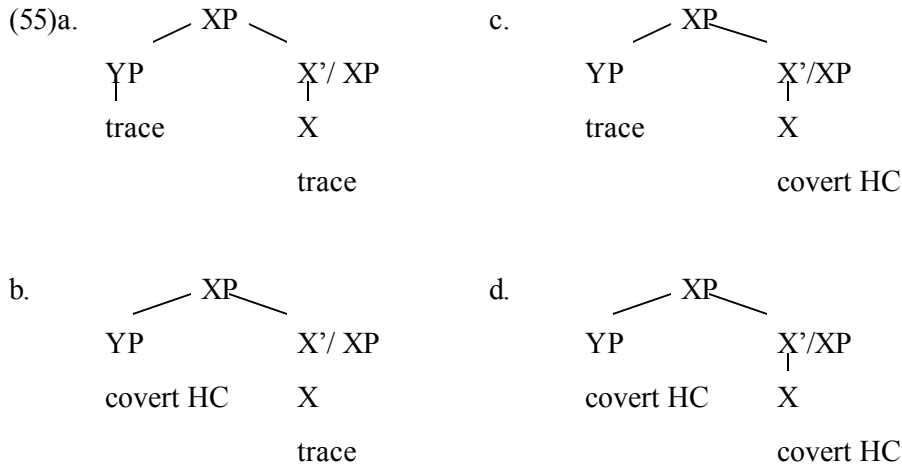 (55)a. XP c. XP
YP X’/ XP YP X’/XP
trace X trace X
trace covert HC
b. XP d. XP
YP X’/ XP YP X’/XP
covert HC X covert HC X
trace covert HC